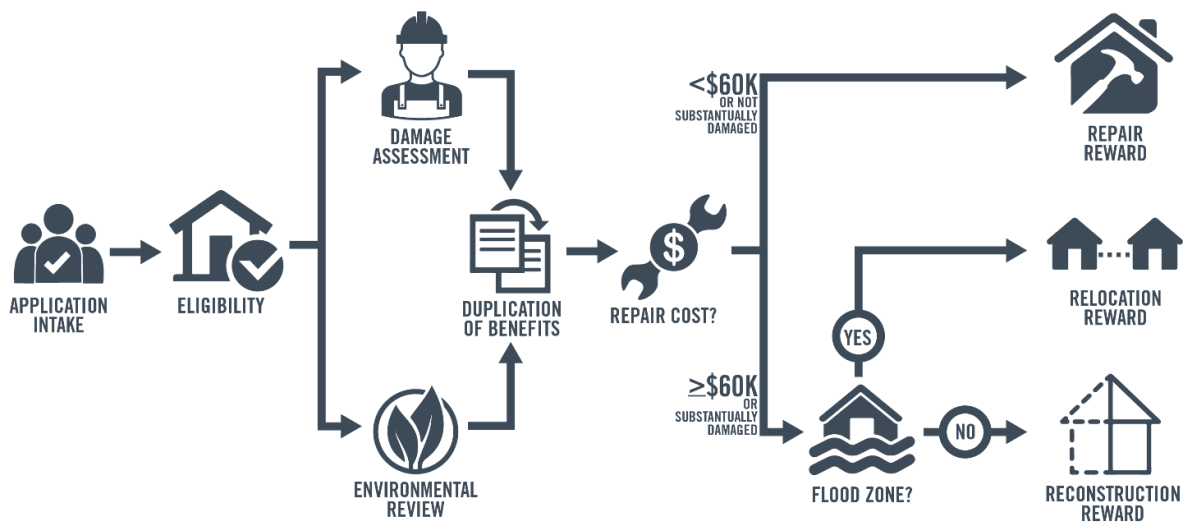 APPLICATION
INTAKE
ELIGIBILITY
DAMAGE
ASSESSMENT
ENVIRONMENTAL
REVIEW
DUPLICATION
OF BENEFITS
$
REPAIR COST?
<$60K
OR NOT
SUBSTANTUALLY
DAMAGED
≥$60K
OR
SUBSTANTUALLY
DAMAGED
REPAIR
REWARD
YES
RELOCATION
REWARD
FLOOD ZONE?
NO
RECONSTRUCTION
REWARD